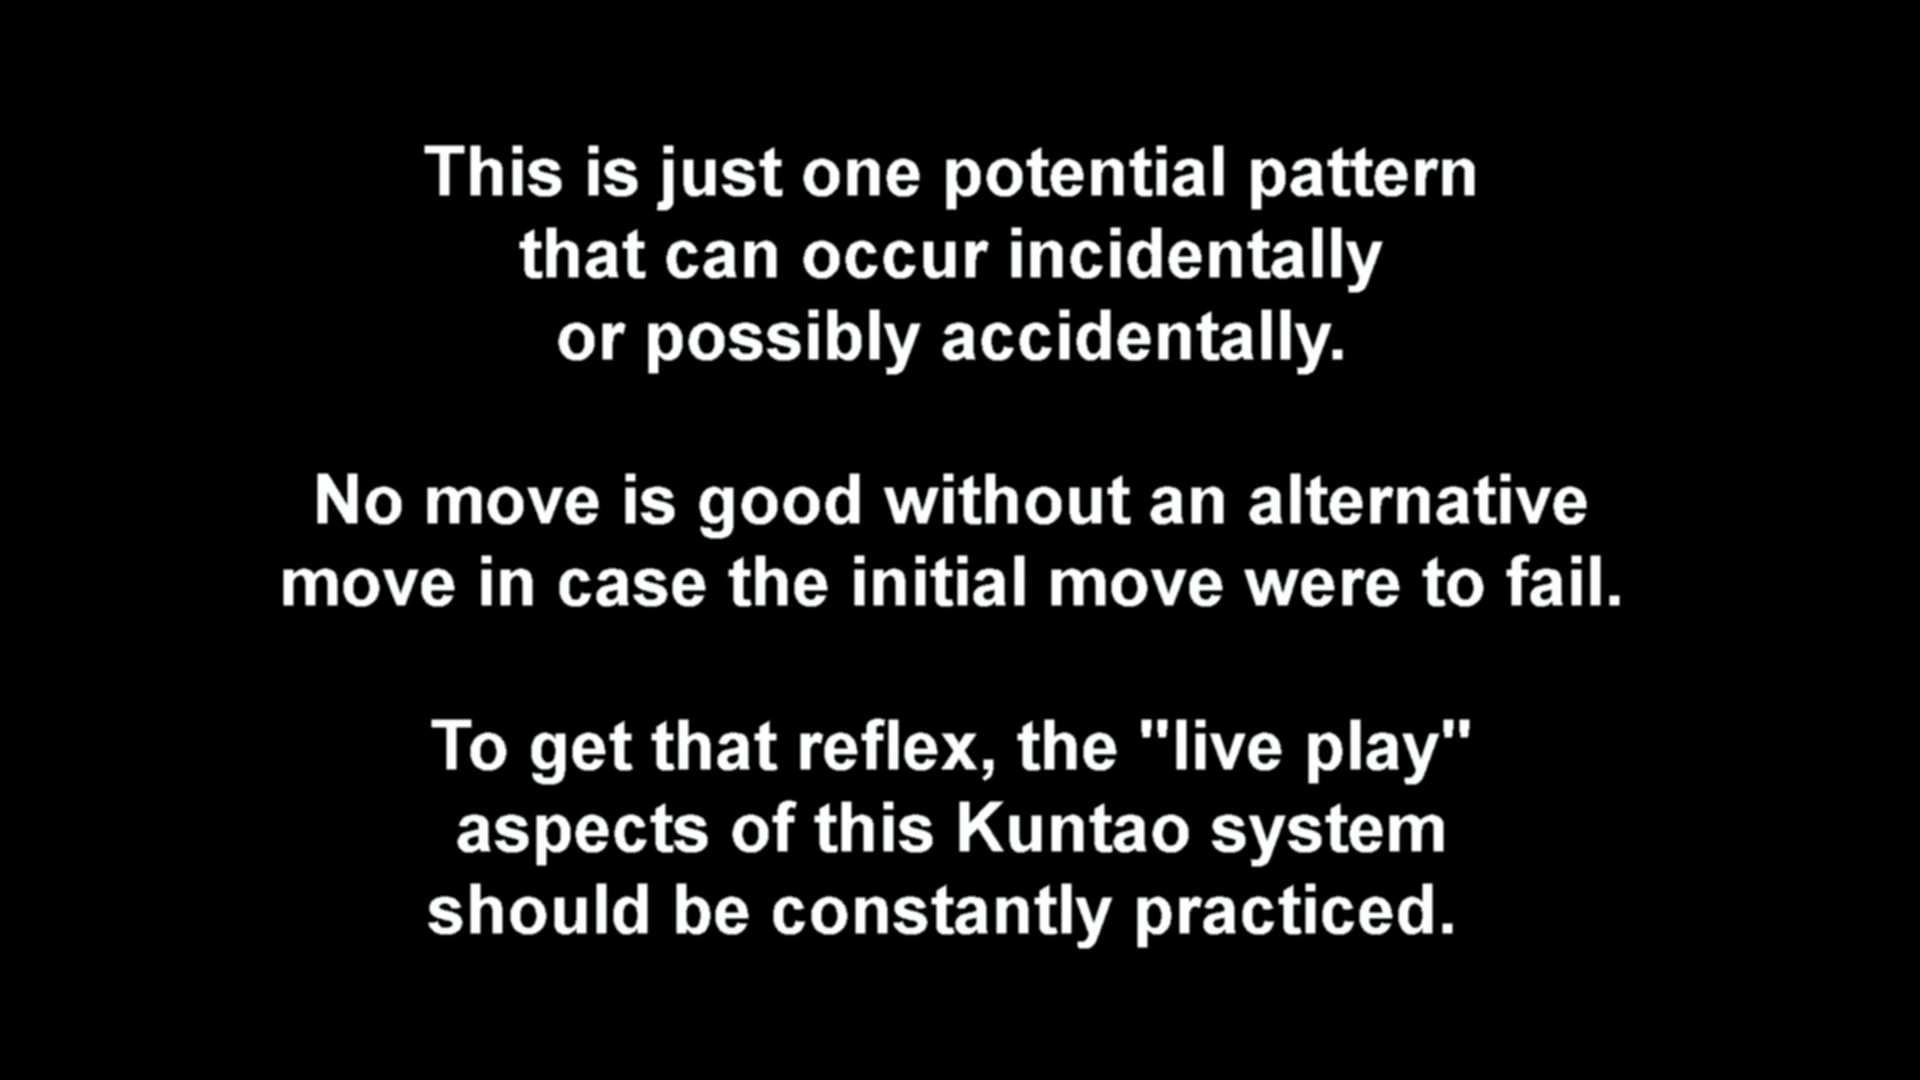 This is just one potential pattern
that can occur incidentally
or possibly accidentally.
No move is good without an alternative
move in case the initial move were to fail.
To get that reflex, the "live play"
aspects of this Kuntao system
should be constantly practiced.